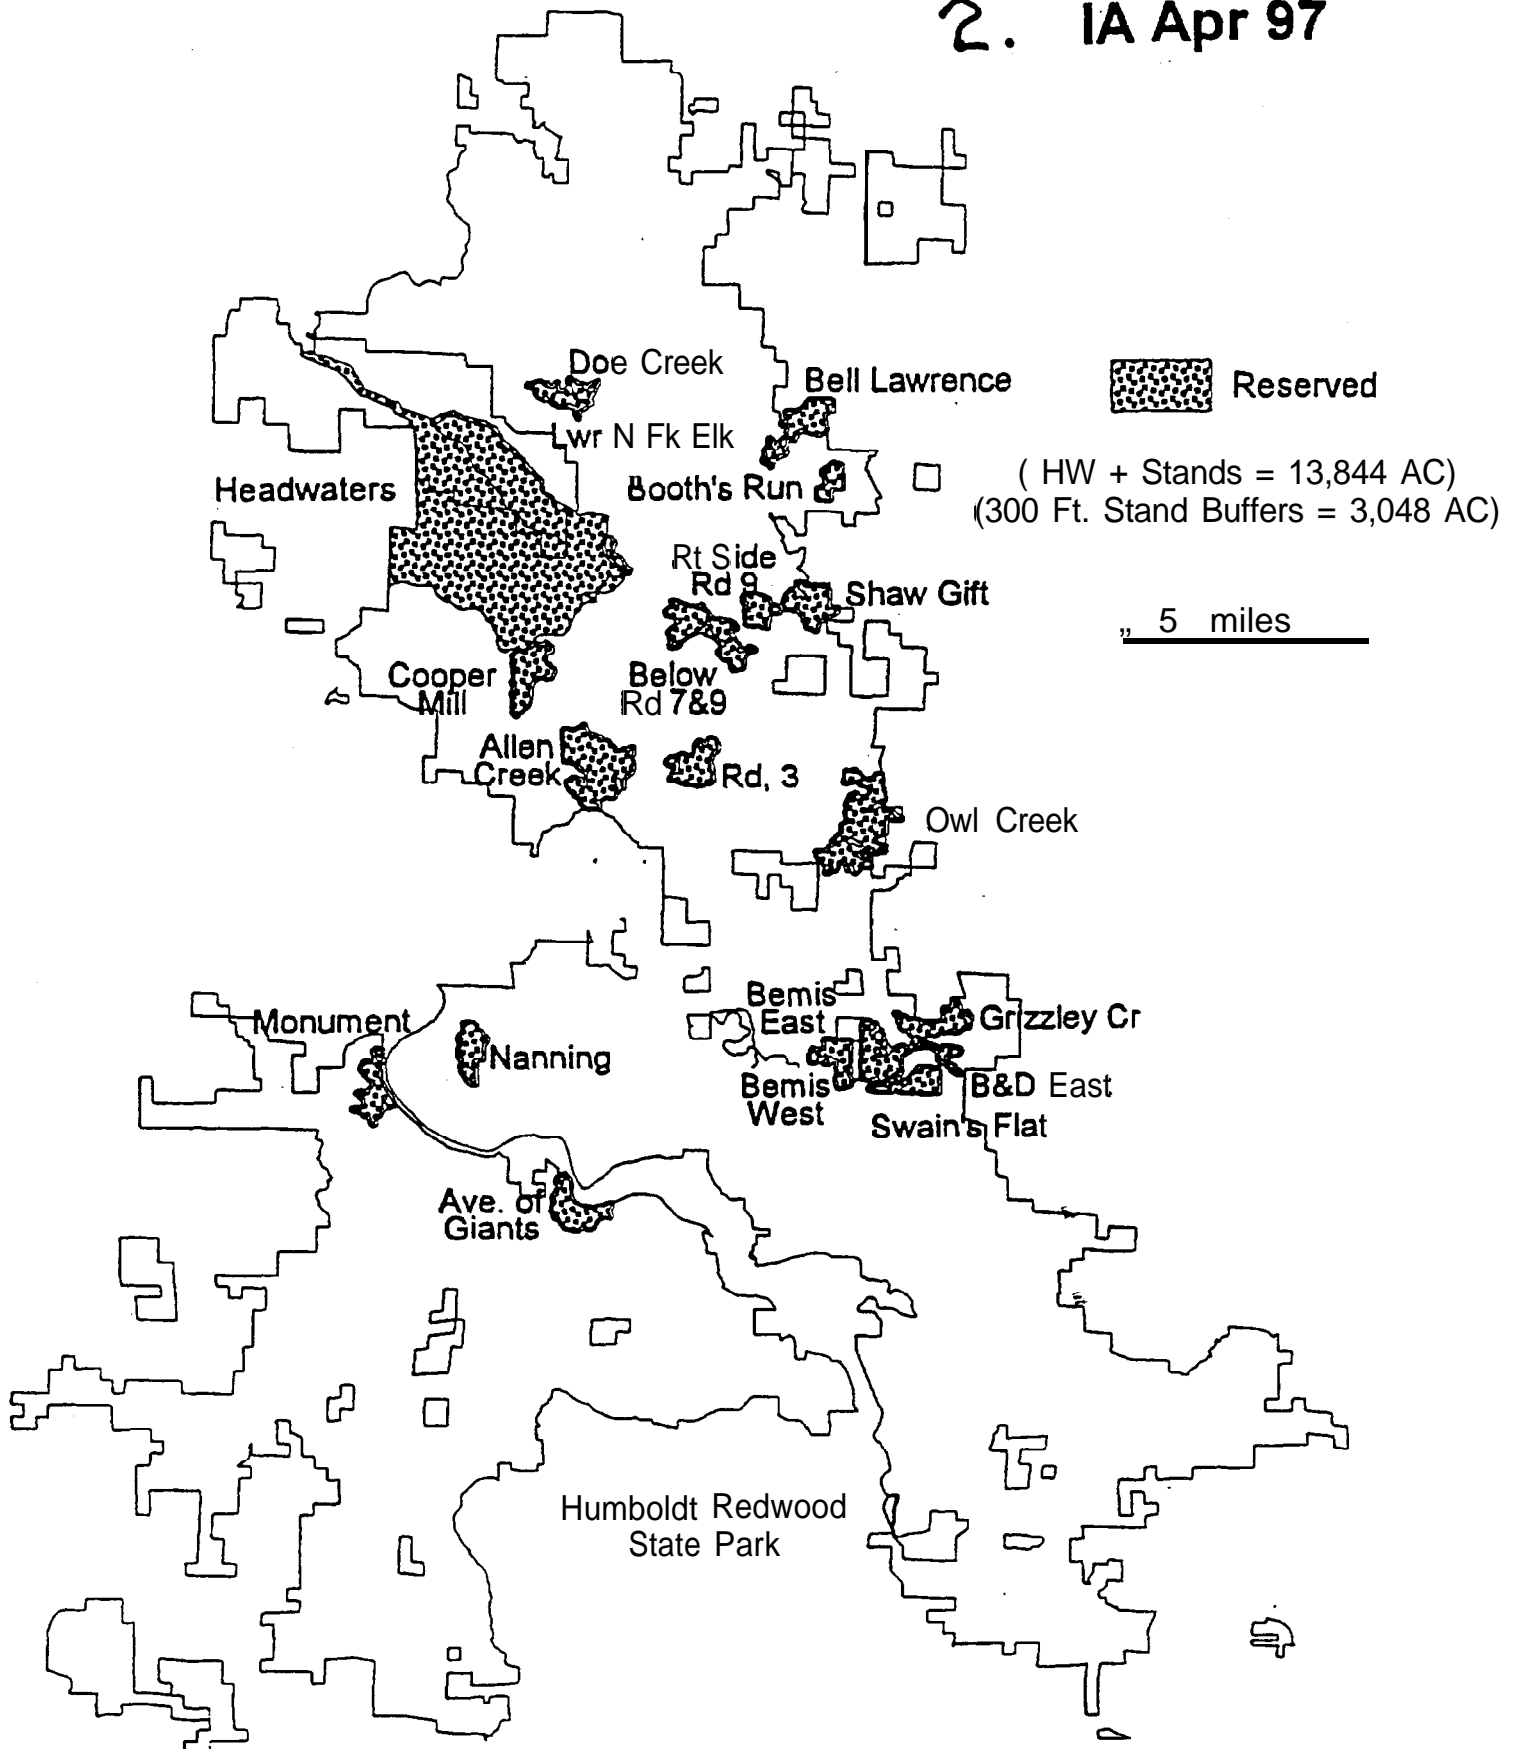 2. IA Apr 97
Doe Creek
Bell Lawrence
Reserved
Lwr N Fk Elk
( HW + Stands = 13,844 AC)
Headwaters
Booth's Run
(300 Ft. Stand Buffers = 3,048 AC)
Rt Side
Rd 9
Shaw Gift
„ 5 miles
Cooper
Mill
Below
Rd 7&9
Allen
Creek
Rd, 3
Owl Creek
Bemis
East
Grizzley Cr
Monument
Nanning
Bemis
West
B&D East
Swain's Flat
Ave. of
Giants
Humboldt Redwood
State Park